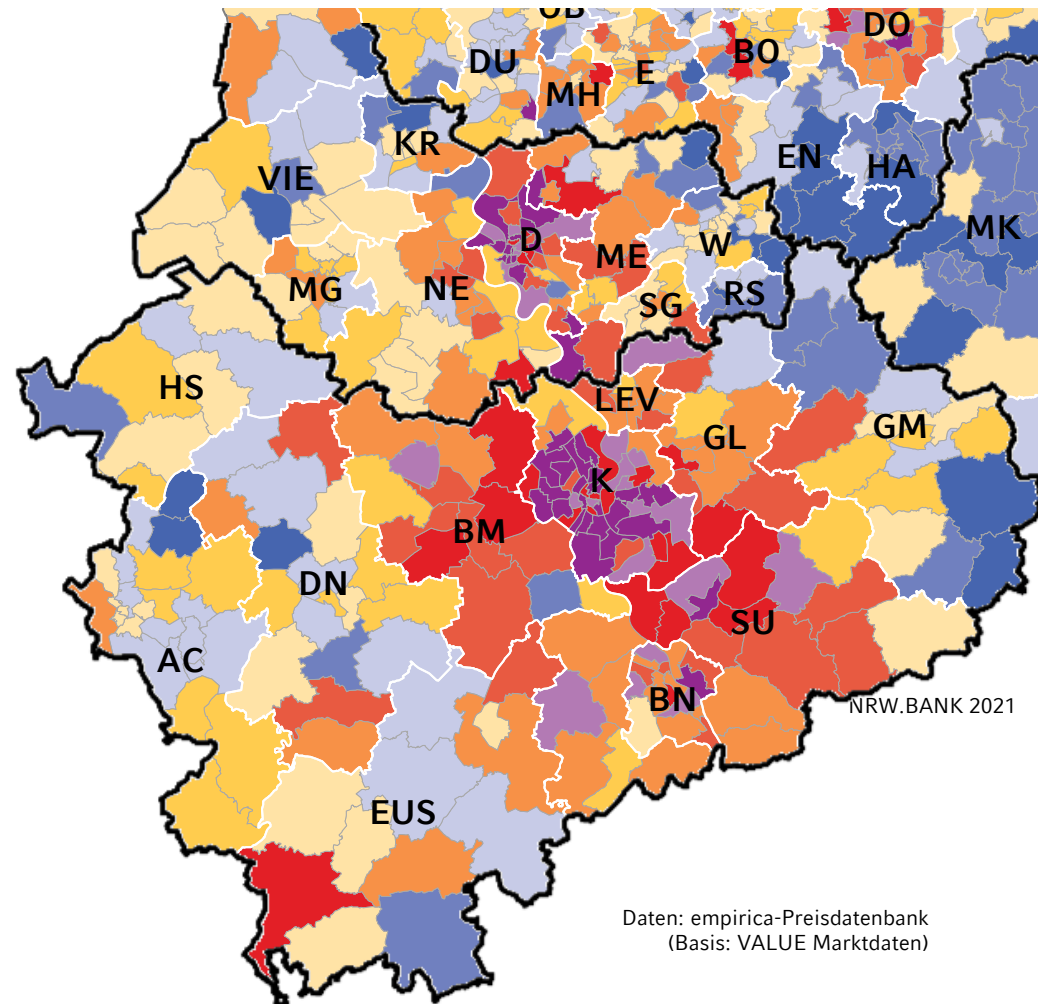 OB
DO
BO
DU
E
MH
KR
EN
HA
VIE
MK
D
W
ME
MG
NE
SG
RS
HS
LEV
GL
GM
K
BM
DN
SU
AC
BN
NRW.BANK 2021
EUS
Daten: empirica-Preisdatenbank
(Basis: VALUE Marktdaten)